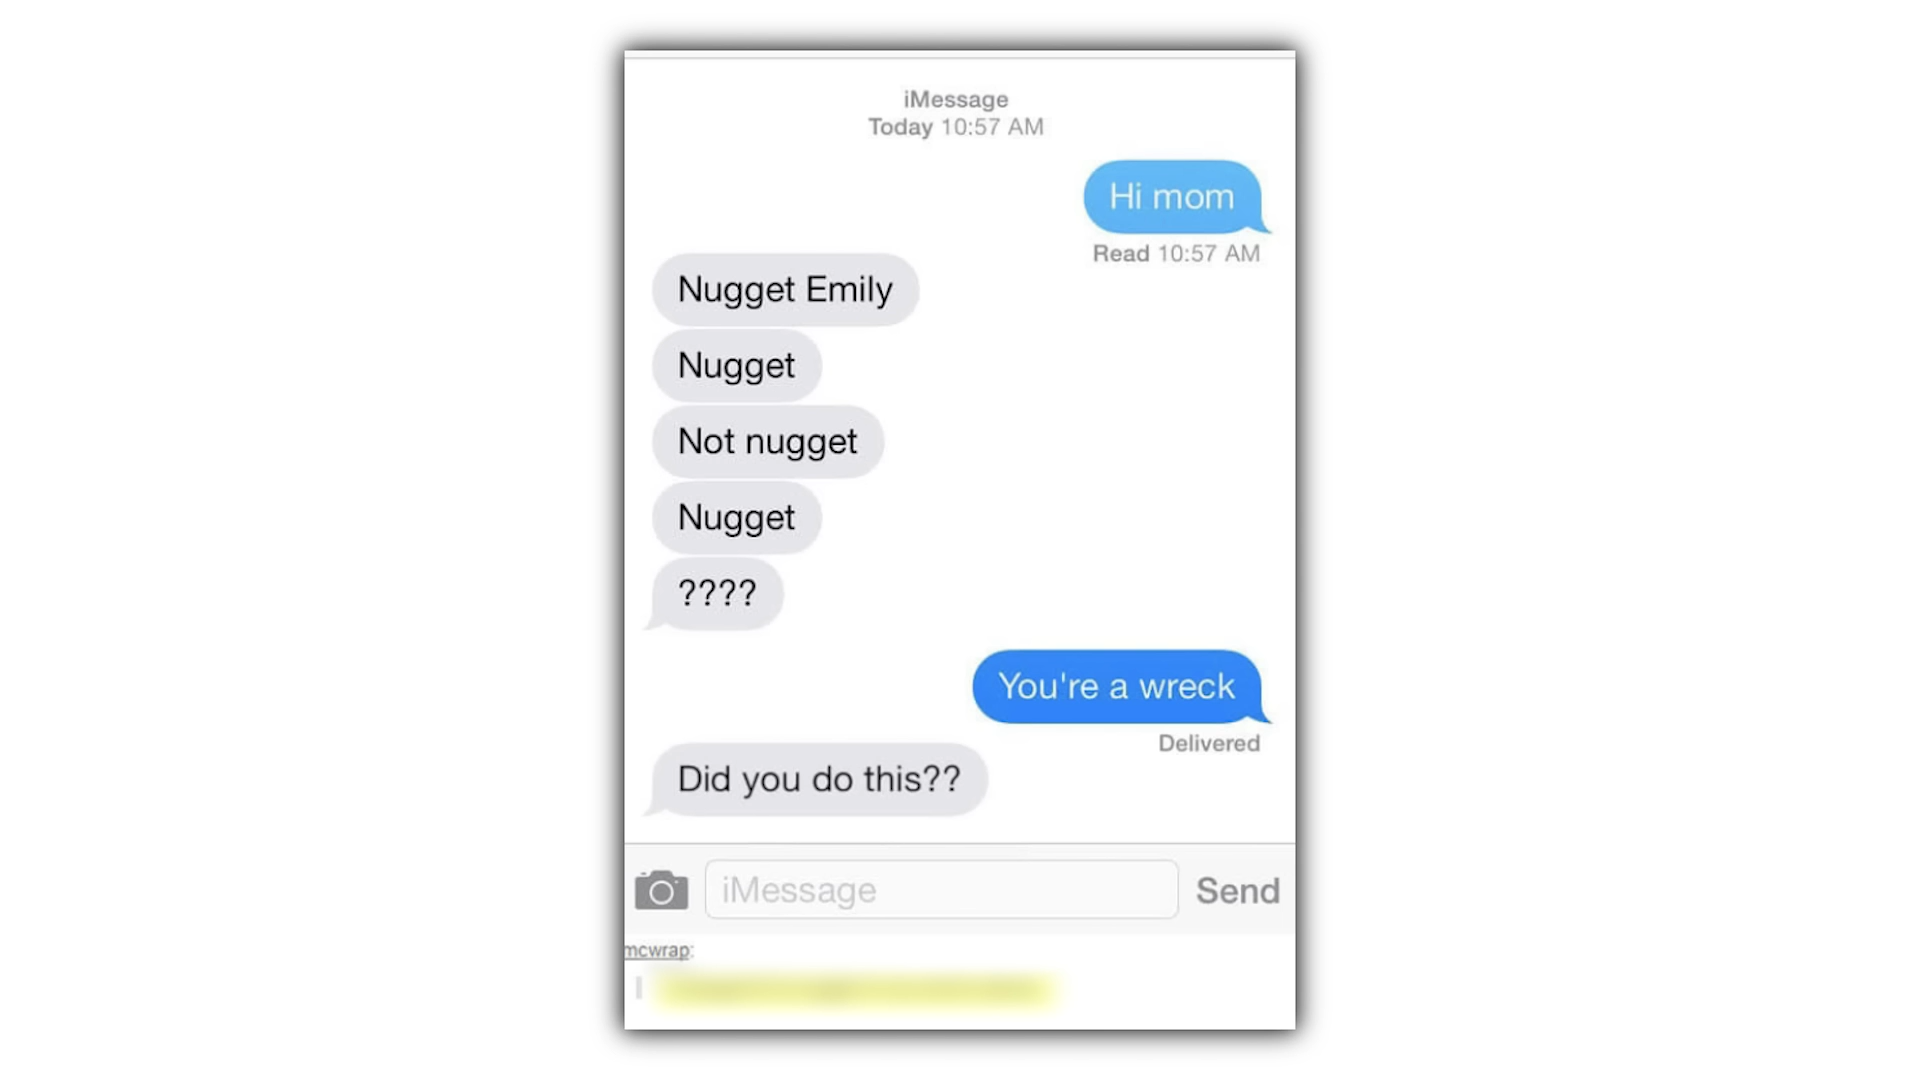 iMessage
Today 10:57 AM
Hi mom
Read 10:57 AM
Nugget Emily
Nugget
Not nugget
Nugget
????
You're a wreck
Delivered
Did you do this??
iMessage
Send
mcwrap: